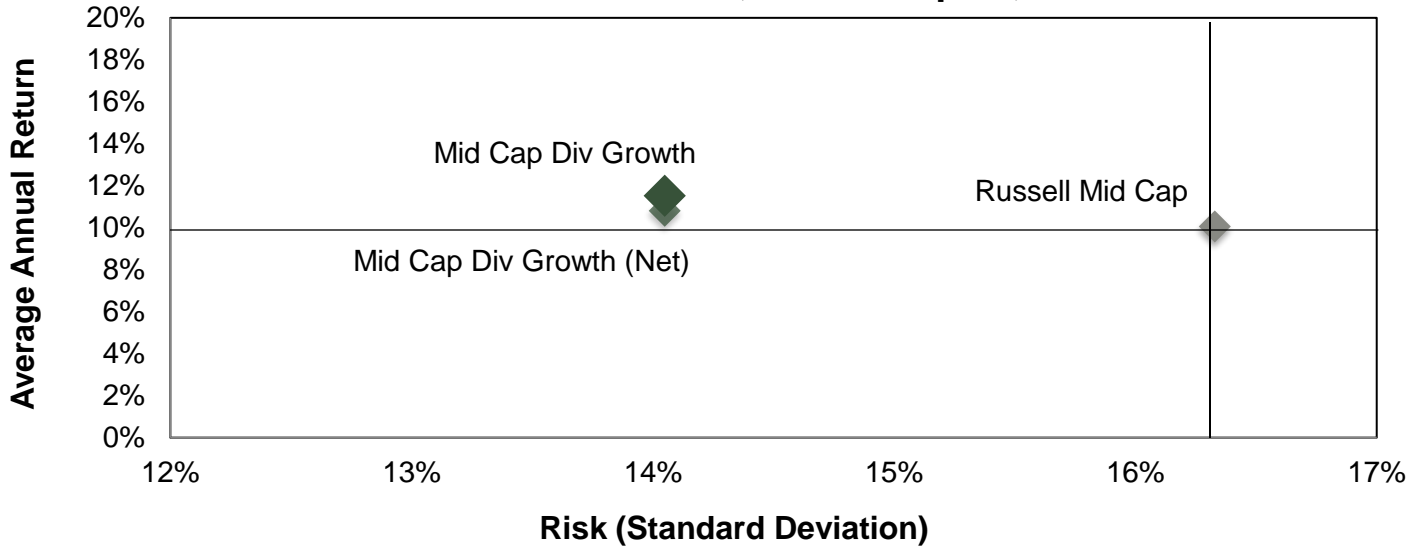 20%
18%
16%
14%
12%
10%
8%
6%
4%
2%
0%
Average Annual Return
Mid Cap Div Growth
Russell Mid Cap
Mid Cap Div Growth (Net)
12% 13% 14% 15% 16% 17%
Risk (Standard Deviation)